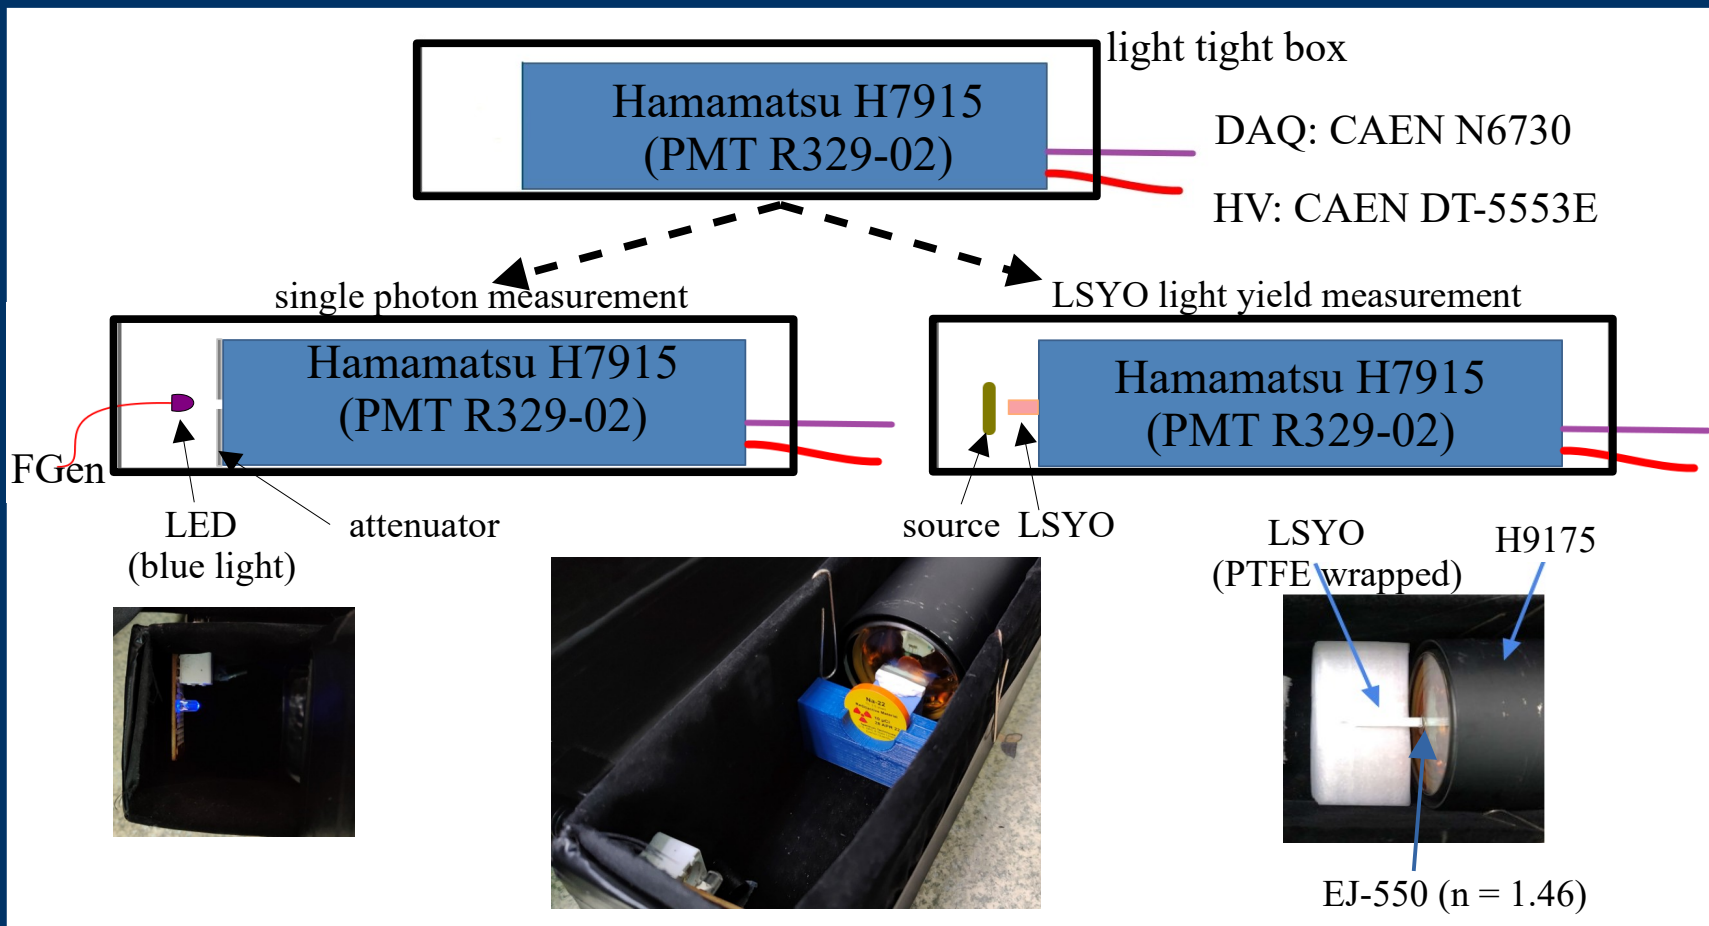 light tight box
Hamamatsu H7915
(PMT R329-02)
DAQ: CAEN N6730
HV: CAEN DT-5553E
single photon measurement
Hamamatsu H7915
(PMT R329-02)
FGen
LED
(blue light)
attenuator
LSYO light yield measurement
Hamamatsu H7915
(PMT R329-02)
source
LSYO
LSYO
(PTFE wrapped)
H9175
EJ-550 (n = 1.46)
Na-22